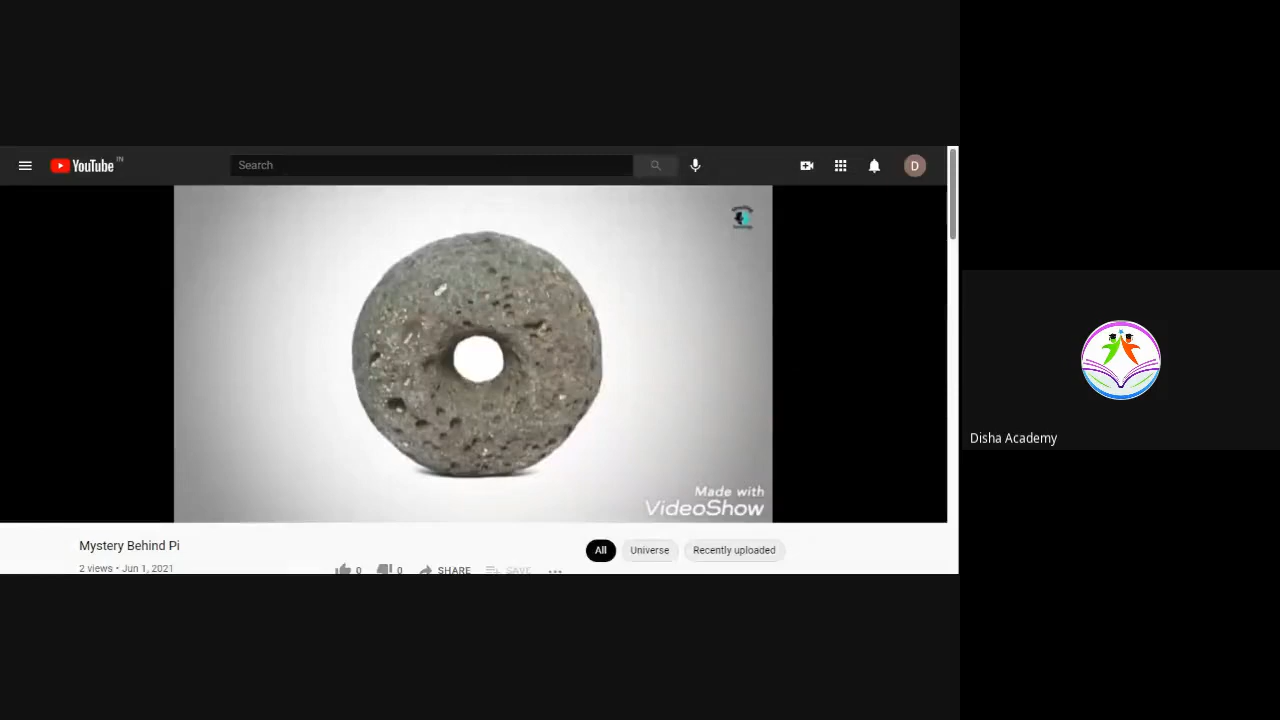 YouTube IN
Search
D
Made with
VideoShow
Mystery Behind Pi
All
Universe
Recently uploaded
2 views • Jun 1, 2021
0
0
SHARE
SAVE
Disha Academy